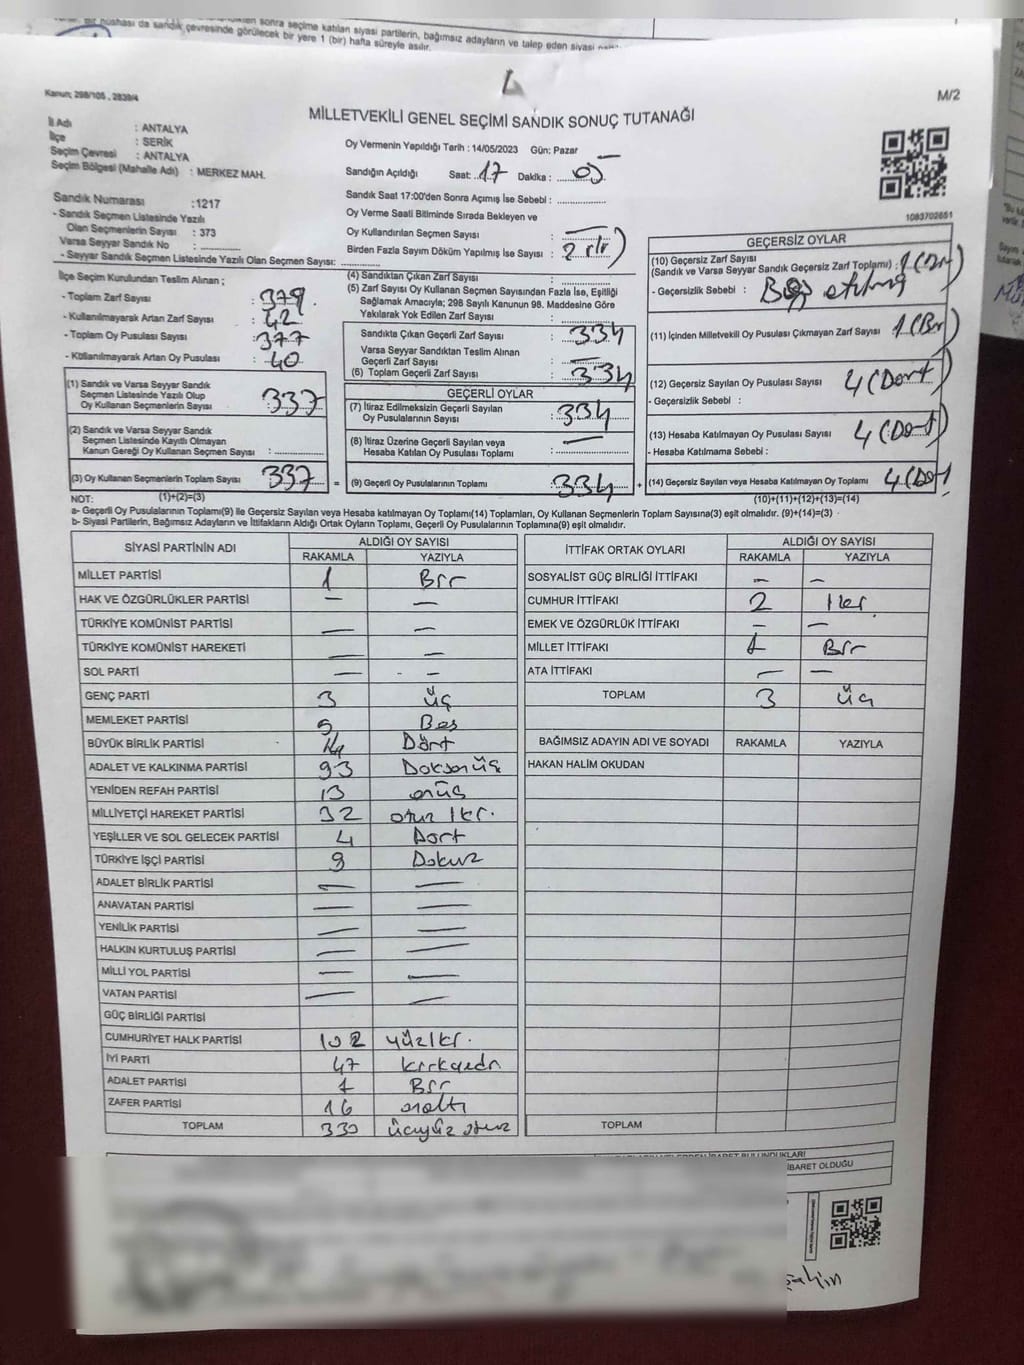 bir nüshası da sandık çevresinde görülecek bir yere 1 (bir) hafta süreyle asılır.
sonra seçime katılan siyasi partilerin, bağımsız adayların ve talep eden siyasi
Kanun; 298/105 , 2839/4
M/2
MİLLETVEKİLİ GENEL SEÇİMİ SANDIK SONUÇ TUTANAĞI
İl Adı : ANTALYA
İlçe : SERİK
Seçim Çevresi : ANTALYA
Seçim Bölgesi (Mahalle Adı) : MERKEZ MAH.
Sandık Numarası :1217
- Sandık Seçmen Listesinde Yazılı
Olan Seçmenlerin Sayısı : 373
Varsa Seyyar Sandık No :
- Seyyar Sandık Seçmen Listesinde Yazılı Olan Seçmen Sayısı:
Oy Vermenin Yapıldığı Tarih : 14/05/2023 Gün: Pazar
Sandığın Açıldığı Saat: 17 Dakika : 05
Sandık Saat 17:00'den Sonra Açımış İse Sebebi :
Oy Verme Saati Bitiminde Sırada Bekleyen ve
Oy Kullandırılan Seçmen Sayısı : —
Birden Fazla Sayım Döküm Yapılmış İse Sayısı :
1083702651
İlçe Seçim Kurulundan Teslim Alınan ;
- Toplam Zarf Sayısı : 379
- Kullanılmayarak Artan Zarf Sayısı : 42
- Toplam Oy Pusulası Sayısı : 377
- Kullanılmayarak Artan Oy Pusulası : 40
(1) Sandık ve Varsa Seyyar Sandık
Seçmen Listesinde Yazılı Olup
Oy Kullanan Seçmenlerin Sayısı : 337
(2) Sandık ve Varsa Seyyar Sandık
Seçmen Listesinde Kayıtlı Olmayan
Kanun Gereği Oy Kullanan Seçmen Sayısı :
(3) Oy Kullanan Seçmenlerin Toplam Sayısı : 337 =
(4) Sandıktan Çıkan Zarf Sayısı :
(5) Zarf Sayısı Oy Kullanan Seçmen Sayısından Fazla İse, Eşitliği
Sağlamak Amacıyla; 298 Sayılı Kanunun 98. Maddesine Göre
Yakılarak Yok Edilen Zarf Sayısı :
Sandıkta Çıkan Geçerli Zarf Sayısı : 334
Varsa Seyyar Sandıktan Teslim Alınan
Geçerli Zarf Sayısı : —
(6) Toplam Geçerli Zarf Sayısı : 334
GEÇERLİ OYLAR
(7) İtiraz Edilmeksizin Geçerli Sayılan
Oy Pusulalarının Sayısı : 334
(8) İtiraz Üzerine Geçerli Sayılan veya
Hesaba Katılan Oy Pusulası Toplamı : —
(9) Geçerli Oy Pusulalarının Toplamı : 334 +
GEÇERSİZ OYLAR
(10) Geçersiz Zarf Sayısı
(Sandık ve Varsa Seyyar Sandık Geçersiz Zarf Toplamı) : 1 (Bir)
- Geçersizlik Sebebi :
(11) İçinden Milletvekil Oy Pusulası Çıkmayan Zarf Sayısı : 1 (Bir)
(12) Geçersiz Sayılan Oy Pusulası Sayısı : 4 (Dört)
- Geçersizlik Sebebi :
(13) Hesaba Katılmayan Oy Pusulası Sayısı : 4 (Dört)
- Hesaba Katılmama Sebebi :
(14) Geçersiz Sayılan veya Hesaba Katılmayan Oy Toplamı : 4 (Dört
NOT: (1)+(2)=(3)
(10)+(11)+(12)+(13)=(14)
a- Geçerli Oy Pusulalarının Toplamı(9) ile Geçersiz Sayılan veya Hesaba katılmayan Oy Toplamı(14) Toplamları, Oy Kullanan Seçmenlerin Toplam Sayısına(3) eşit olmalıdır. (9)+(14)=(3)
b- Siyasi Partilerin, Bağımsız Adayların ve İttifakların Aldığı Ortak Oyların Toplamı, Geçerli Oy Pusulalarının Toplamına(9) eşit olmalıdır.
SİYASİ PARTİNİN ADI ALDIĞI OY SAYISI
RAKAMLA YAZIYLA
MİLLET PARTİSİ 1 Bir
HAK VE ÖZGÜRLÜKLER PARTİSİ — —
TÜRKİYE KOMÜNİST PARTİSİ — —
TÜRKİYE KOMÜNİST HAREKETİ — —
SOL PARTİ — —
GENÇ PARTİ 3 üç
MEMLEKET PARTİSİ 5 Beş
BÜYÜK BİRLİK PARTİSİ 4 Dört
ADALET VE KALKINMA PARTİSİ 93 Doksanüç
YENİDEN REFAH PARTİSİ 13 onüç
MİLLİYETÇİ HAREKET PARTİSİ 32 otuz iki.
YEŞİLLER VE SOL GELECEK PARTİSİ 4 Dört
TÜRKİYE İŞÇİ PARTİSİ 9 Dokuz
ADALET BİRLİK PARTİSİ — —
ANAVATAN PARTİSİ — —
YENİLİK PARTİSİ — —
HALKIN KURTULUŞ PARTİSİ — —
MİLLİ YOL PARTİSİ — —
VATAN PARTİSİ — —
GÜÇ BİRLİĞİ PARTİSİ
CUMHURİYET HALK PARTİSİ 102 yüziki.
İYİ PARTİ 47 kırkyedi
ADALET PARTİSİ 1 Bir
ZAFER PARTİSİ 16 onaltı
TOPLAM 330 üçyüz otuz
İTTİFAK ORTAK OYLARI ALDIĞI OY SAYISI
RAKAMLA YAZIYLA
SOSYALİST GÜÇ BİRLİĞİ İTTİFAKI — —
CUMHUR İTTİFAKI 2 İki
EMEK VE ÖZGÜRLÜK İTTİFAKI — —
MİLLET İTTİFAKI 1 Bir
ATA İTTİFAKI — —
TOPLAM 3 üç
BAĞIMSIZ ADAYIN ADI VE SOYADI RAKAMLA YAZIYLA
HAKAN HALİM OKUDAN
TOPLAM
İBARET OLDUĞU